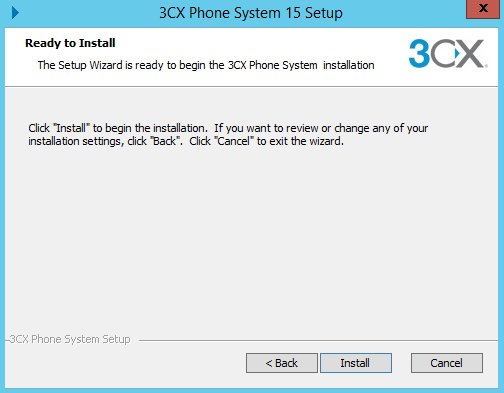 3CX Phone System 15 Setup
x
Ready to Install
The Setup Wizard is ready to begin the 3CX Phone System installation
3CX
Click "Install" to begin the installation. If you want to review or change any of your
installation settings, click "Back". Click "Cancel" to exit the wizard.
3CX Phone System Setup
< Back
Install
Cancel